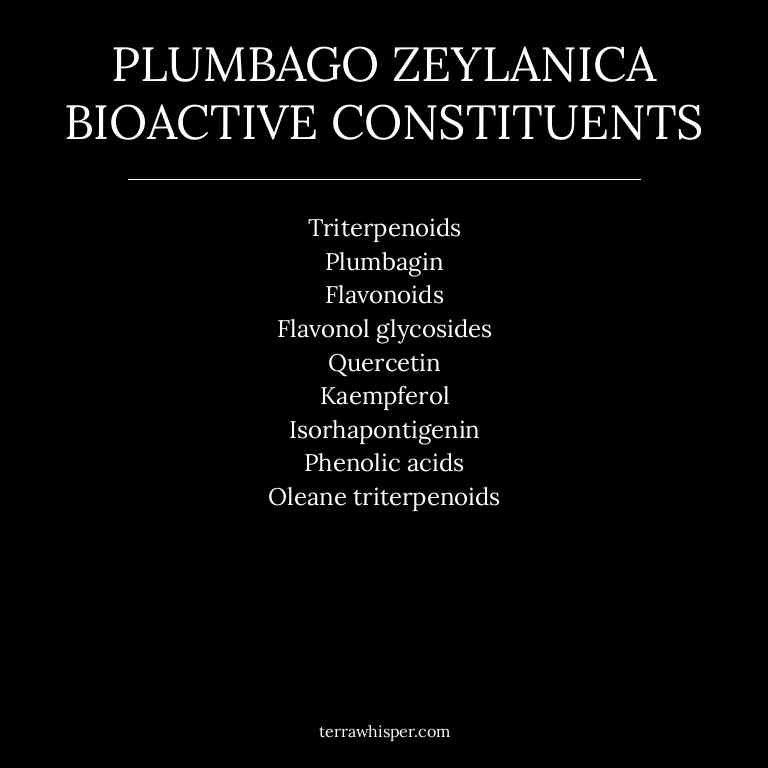 PLUMBAGO ZEYLANICA
BIOACTIVE CONSTITUENTS
Triterpenoids
Plumbagin
Flavonoids
Flavonol glycosides
Quercetin
Kaempferol
Isorhapontigenin
Phenolic acids
Oleane triterpenoids
terrawhisper.com